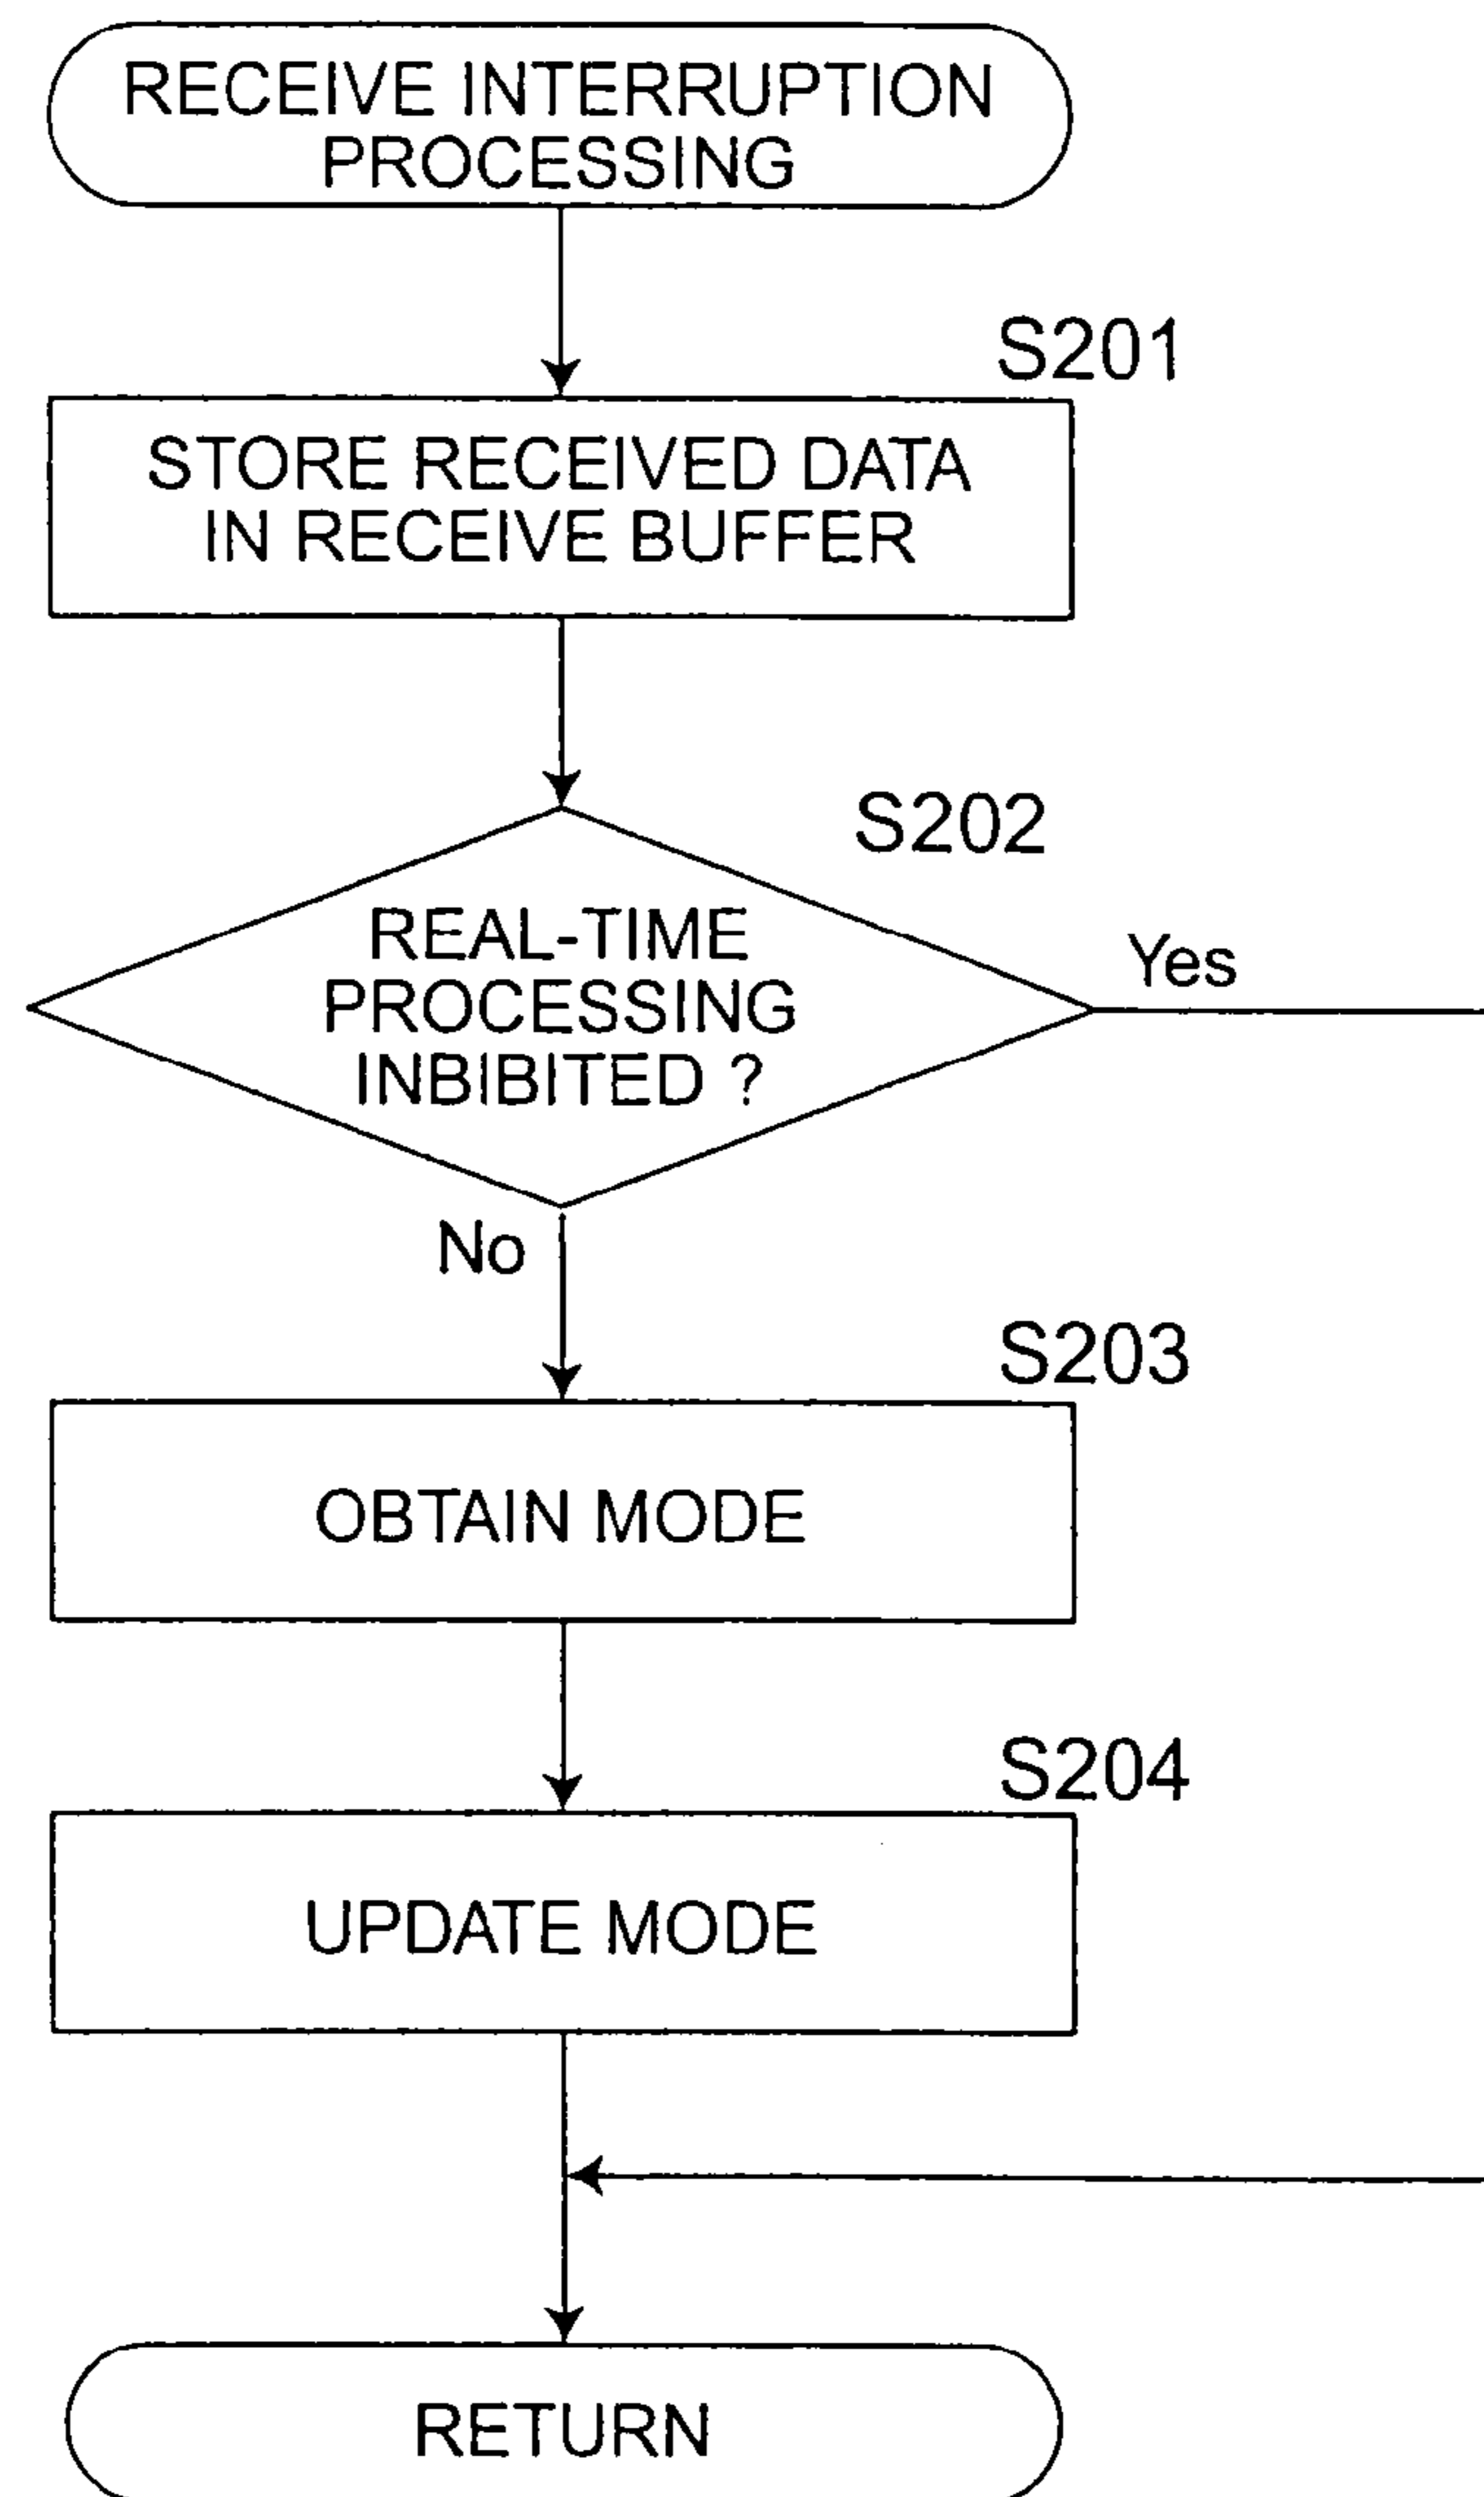 RECEIVE INTERRUPTION
PROCESSING
S201
STORE RECEIVED DATA
IN RECEIVE BUFFER
S202
REAL-TIME
PROCESSING
INBIBITED ?
Yes
No
S203
OBTAIN MODE
S204
UPDATE MODE
RETURN